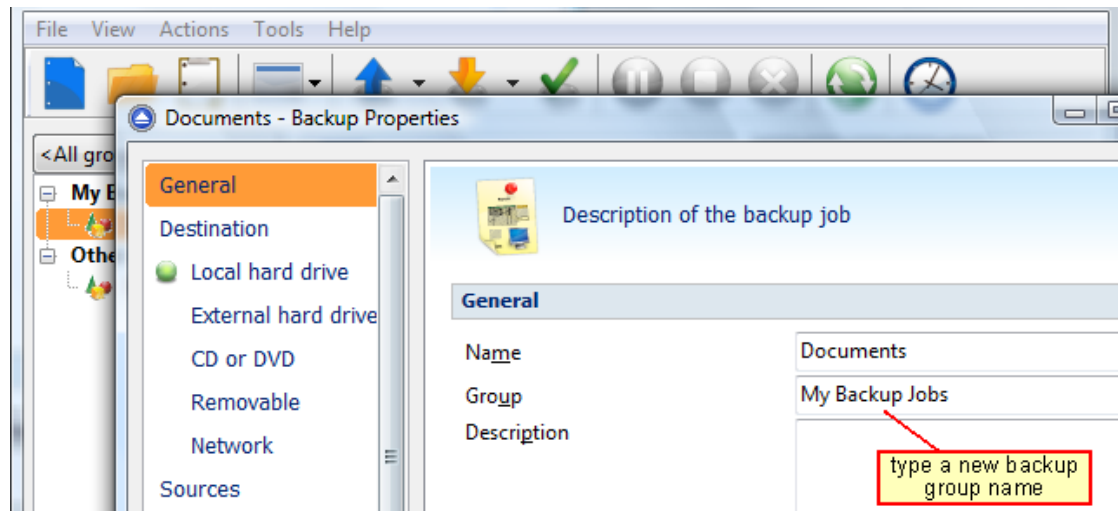 File View Actions Tools Help
Documents - Backup Properties
<All gro
My B
Othe
General
Destination
Local hard drive
External hard drive
CD or DVD
Removable
Network
Sources
Description of the backup job
General
Name Documents
Group My Backup Jobs
Description
type a new backup
group name